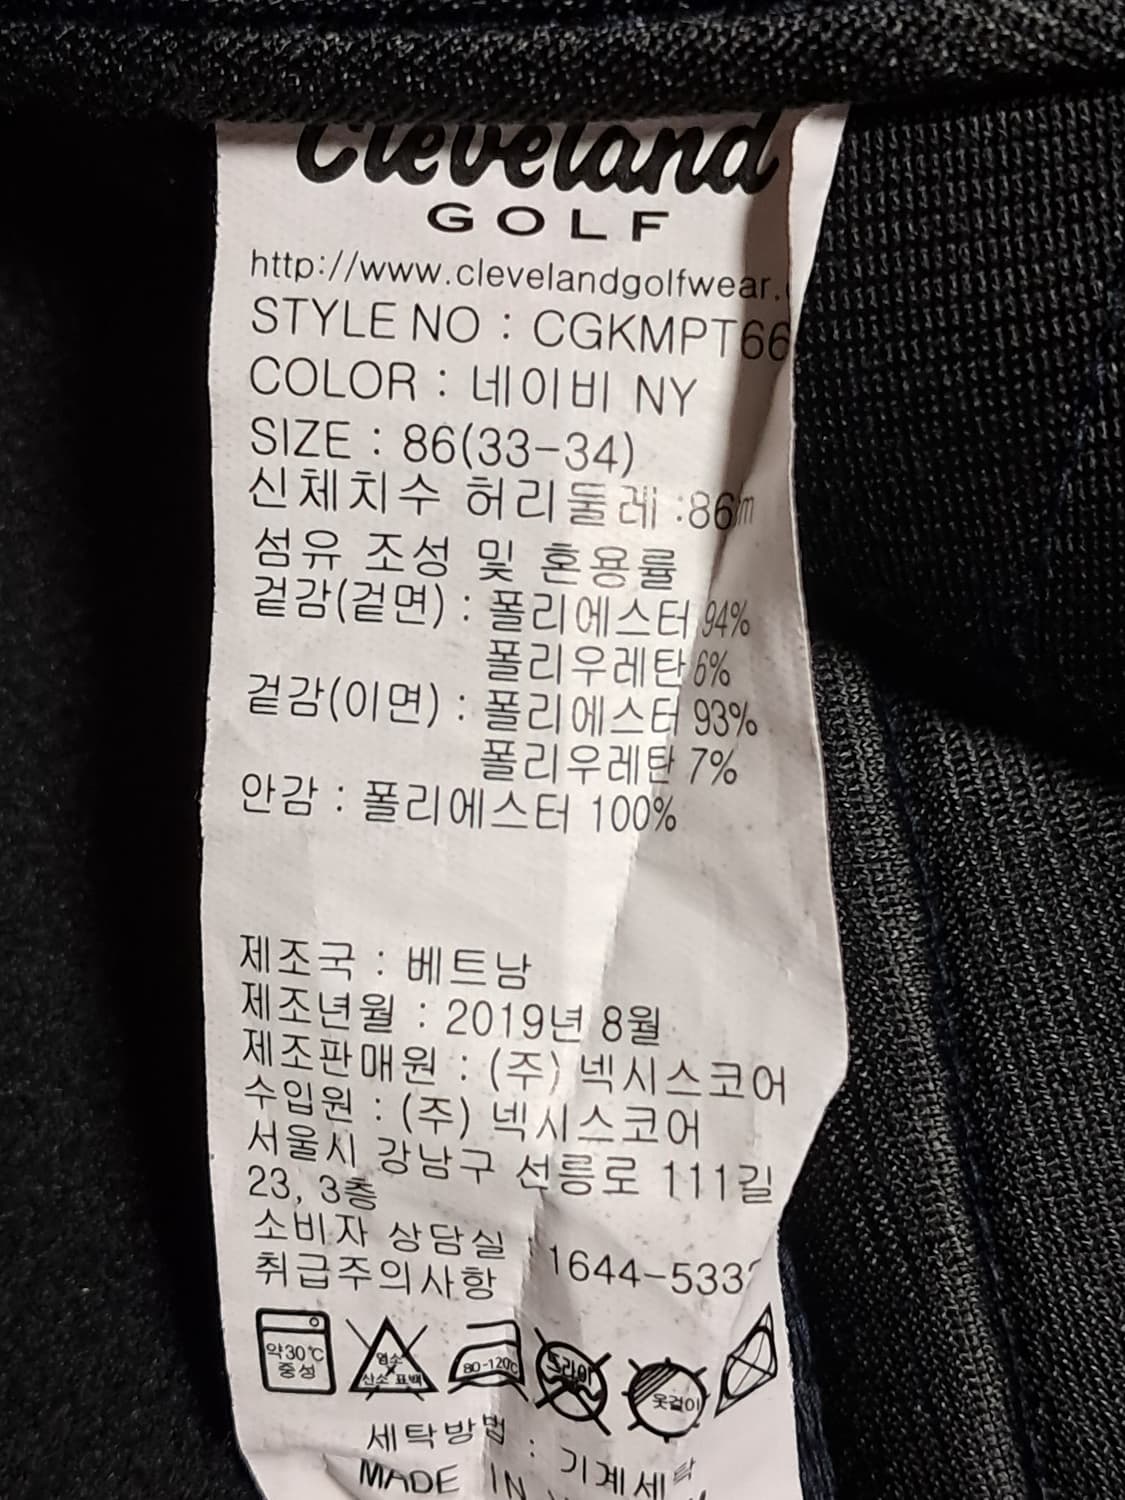 Cleveland
GOLF
http://www.clevelandgolfwear.
STYLE NO : CGKMPT66
COLOR : 네이비 NY
SIZE : 86(33-34)
신체치수 허리둘레 :86
섬유 조성 및 혼용률
겉감(겉면) : 폴리에스터 94%
폴리우레탄 6%
겉감(이면) : 폴리에스터 93%
폴리우레탄 7%
안감 : 폴리에스터 100%
제조국 : 베트남
제조년월 : 2019년 8월
제조판매원 : (주) 넥시스코어
수입원 : (주) 넥시스코어
서울시 강남구 선릉로 111길
23, 3층
소비자 상담실 : 1644-533
취급주의사항
약30℃ 중성 염소 산소 표백 80-120℃ 드라이 옷걸이
세탁방법 : 기계세탁
MADE IN